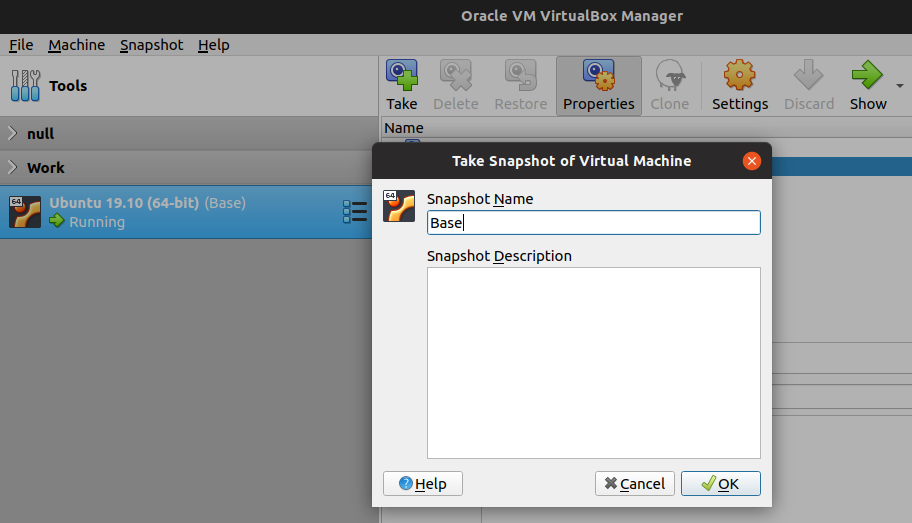 Oracle VM VirtualBox Manager
File Machine Snapshot Help
Tools
Take Delete Restore Properties Clone Settings Discard Show
null
Name
Work
Take Snapshot of Virtual Machine
64 Ubuntu 19.10 (64-bit) (Base)
Running
64 Snapshot Name
Base
Snapshot Description
Help Cancel OK